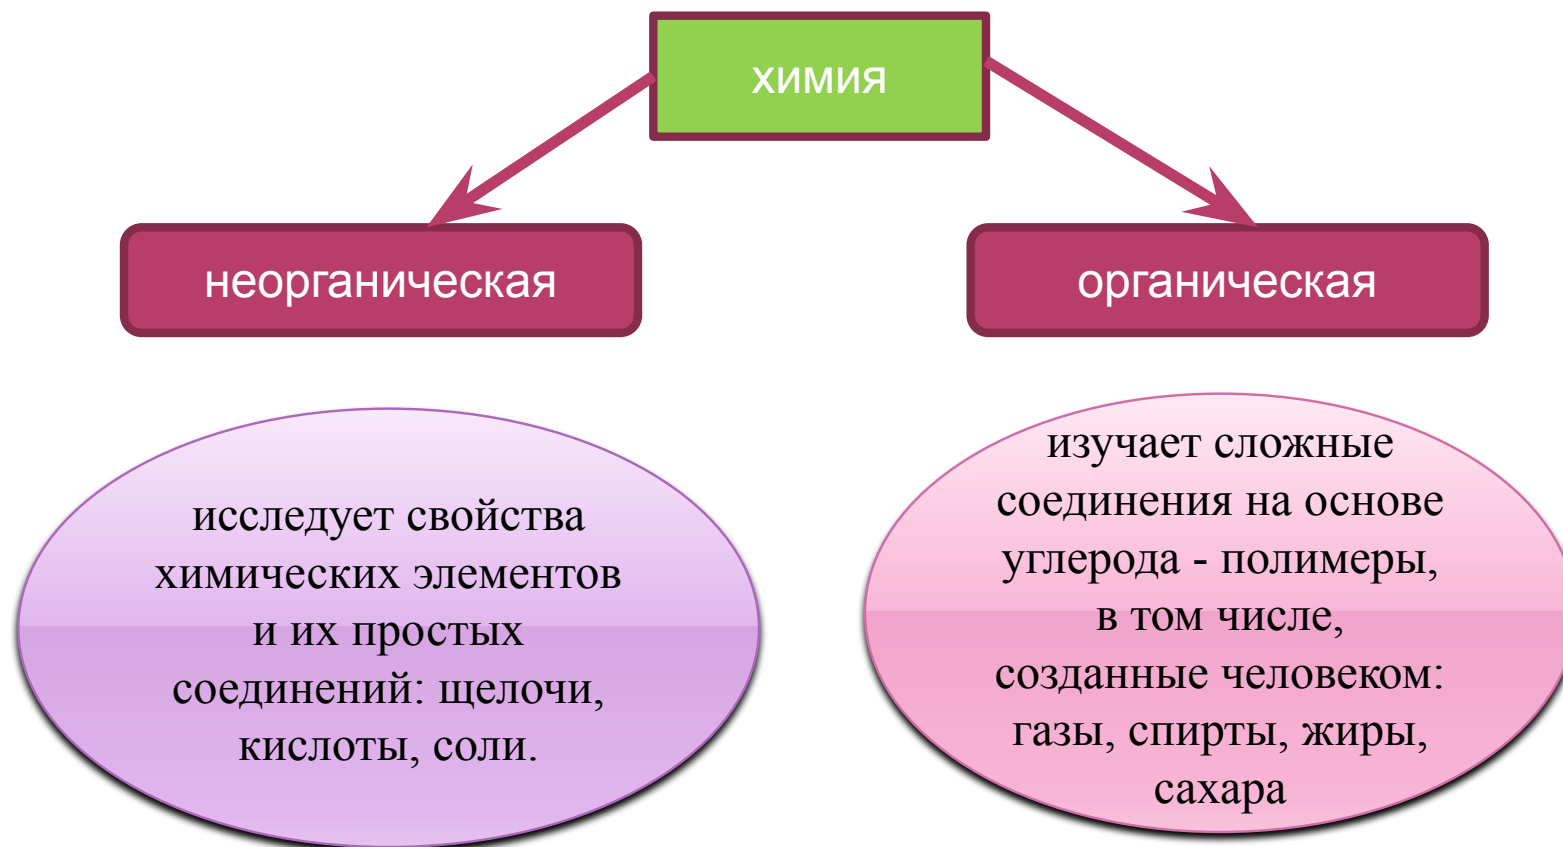 химия
неорганическая
органическая
исследует свойства
химических элементов
и их простых
соединений: щелочи,
кислоты, соли.
изучает сложные
соединения на основе
углерода - полимеры,
в том числе,
созданные человеком:
газы, спирты, жиры,
сахара